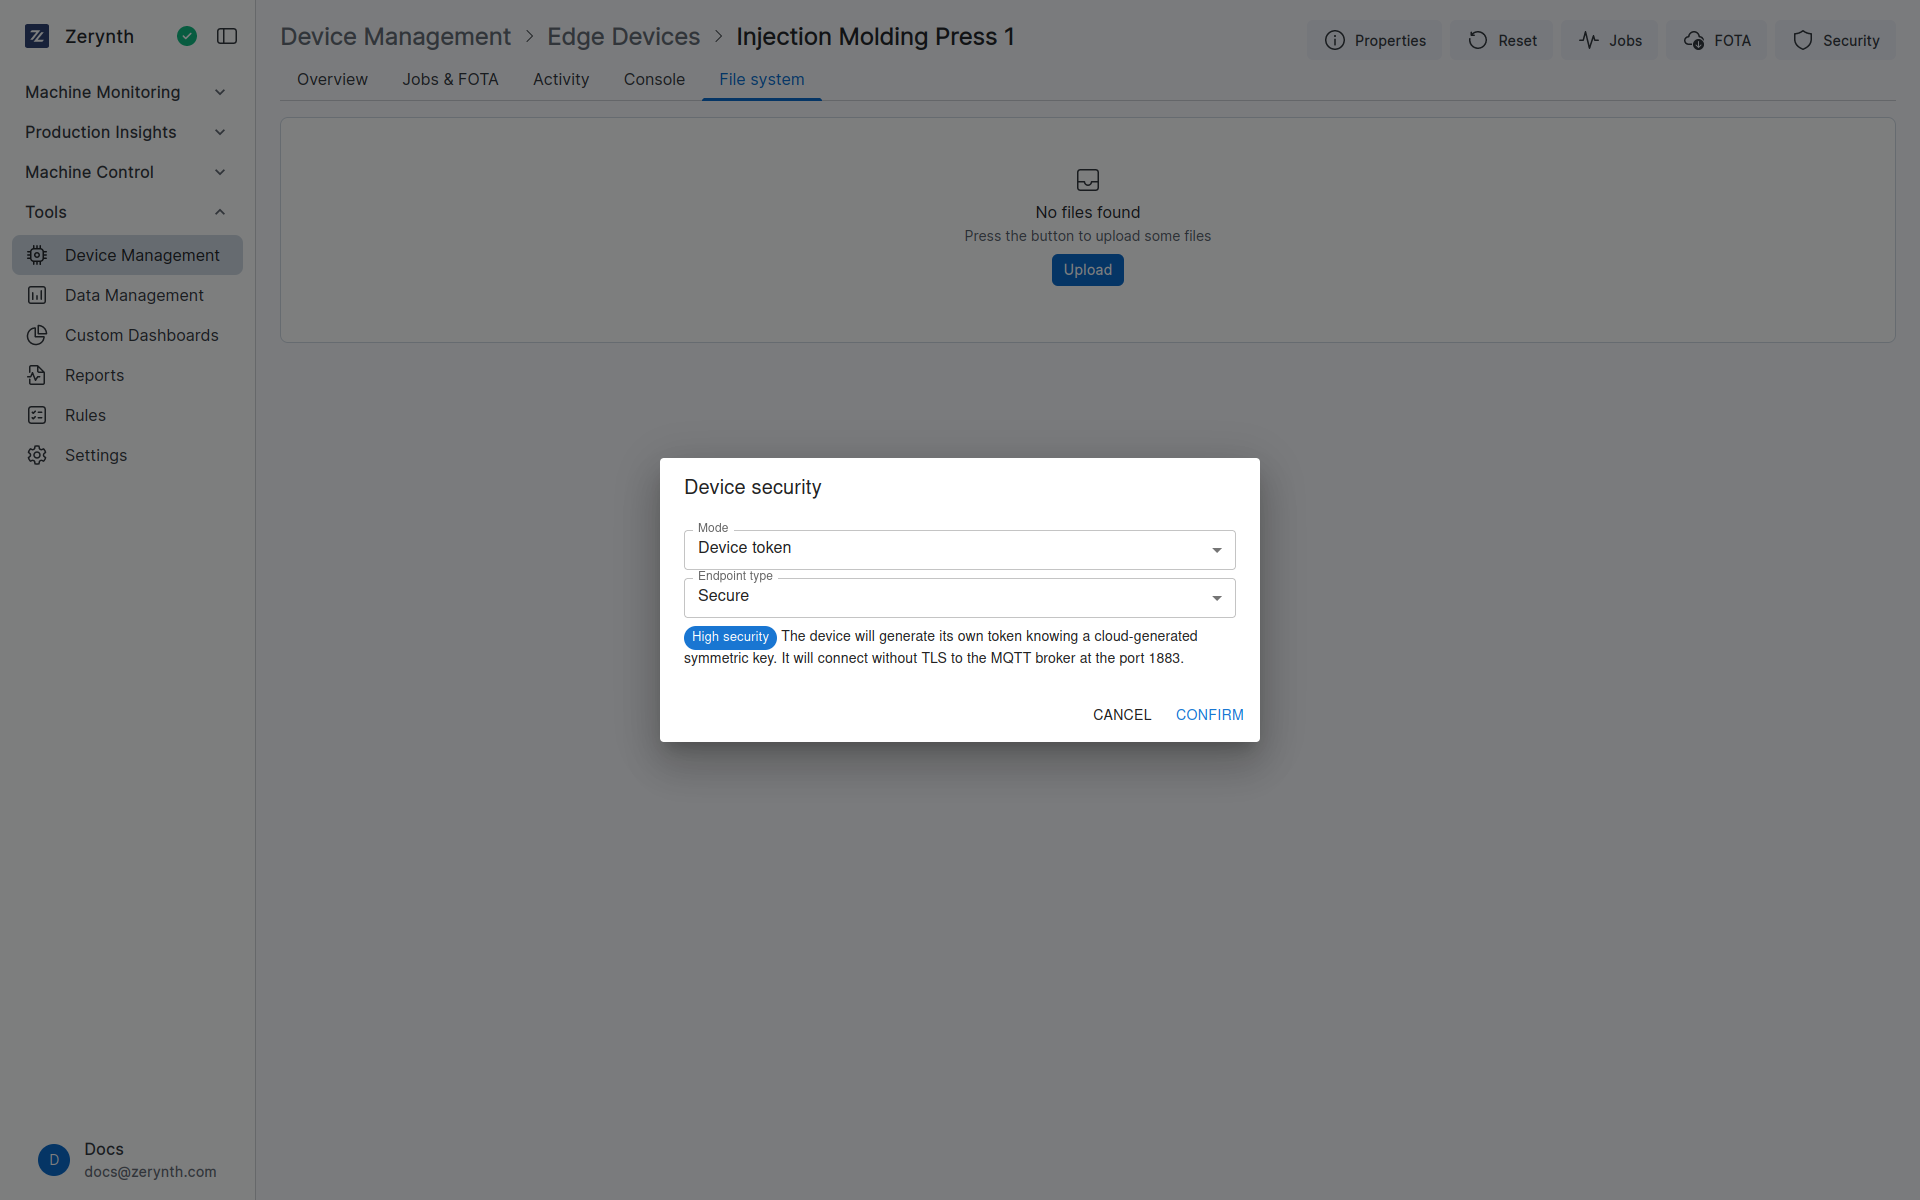 Zerynth
Device Management > Edge Devices > Injection Molding Press 1
Properties
Reset
Jobs
FOTA
Security
Overview
Jobs & FOTA
Activity
Console
File system
Machine Monitoring
Production Insights
Machine Control
Tools
Device Management
Data Management
Custom Dashboards
Reports
Rules
Settings
No files found
Press the button to upload some files
Upload
Device security
Mode
Device token
Endpoint type
Secure
High security The device will generate its own token knowing a cloud-generated
symmetric key. It will connect without TLS to the MQTT broker at the port 1883.
CANCEL
CONFIRM
D
Docs
docs@zerynth.com